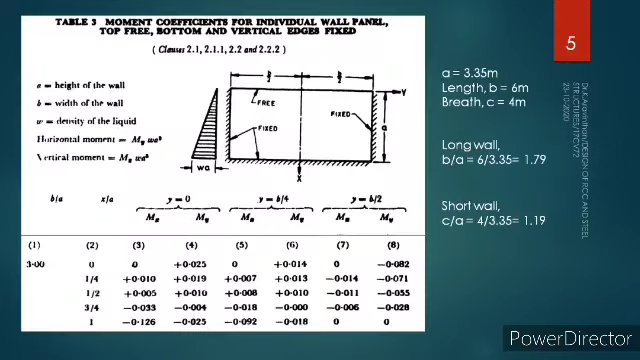 TABLE 3 MOMENT COEFFICIENTS FOR INDIVIDUAL WALL PANEL,
TOP FREE, BOTTOM AND VERTICAL EDGES FIXED
( Clauses 2.1, 2.1.1, 2.2 and 2.2.2 )
a = height of the wall
b = width of the wall
w = density of the liquid
Horizontal moment = My wa³
Vertical moment = Mx wa³
b/2 b/2
Y
FREE
FIXED
FIXED
a
wa
X
b/a x/a y = 0 y = b/4 y = b/2
Mx My Mx My Mx My
(1) (2) (3) (4) (5) (6) (7) (8)
3·00 0 0 +0·025 0 +0·014 0 −0·082
1/4 +0·010 +0·019 +0·007 +0·013 −0·014 −0·071
1/2 +0·005 +0·010 +0·008 +0·010 −0·011 −0·055
3/4 −0·033 −0·004 −0·018 −0·000 −0·006 −0·028
1 −0·126 −0·025 −0·092 −0·018 0 0
5
a = 3.35m
Length, b = 6m
Breath, c = 4m
Long wall,
b/a = 6/3.35= 1.79
Short wall,
c/a = 4/3.35= 1.19
Dr.K.Aravinthan/DESIGN OF RCC AND STEEL
STRUCTURES/17CV72
23-10-2020
PowerDirector